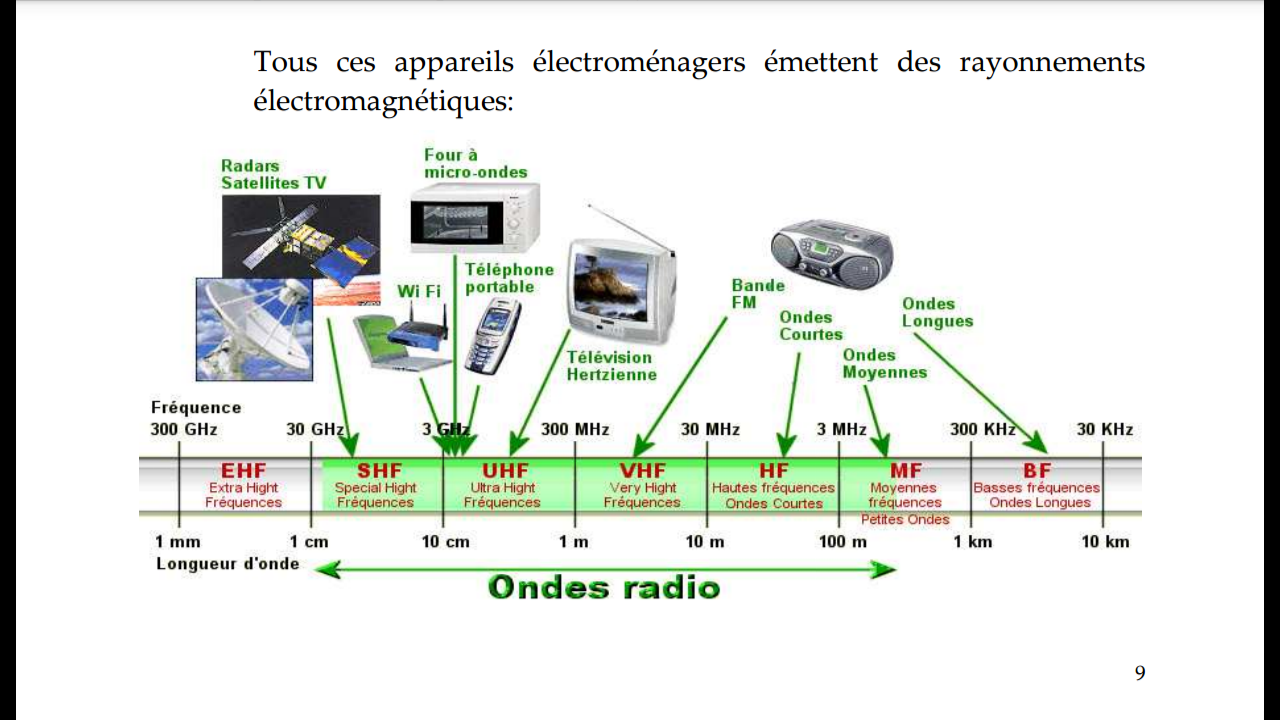 Tous ces appareils électroménagers émettent des rayonnements
électromagnétiques:
Radars
Satellites TV
Four à
micro-ondes
Wi Fi
Téléphone
portable
Télévision
Hertzienne
Bande
FM
Ondes
Courtes
Ondes
Moyennes
Ondes
Longues
Fréquence
300 GHz 30 GHz 3 GHz 300 MHz 30 MHz 3 MHz 300 KHz 30 KHz
EHF SHF UHF VHF HF MF BF
Extra Hight Special Hight Ultra Hight Very Hight Hautes fréquences Moyennes Basses fréquences
Fréquences Fréquences Fréquences Fréquences Ondes Courtes fréquences Ondes Longues
Petites Ondes
1 mm 1 cm 10 cm 1 m 10 m 100 m 1 km 10 km
Longueur d'onde
Ondes radio
9